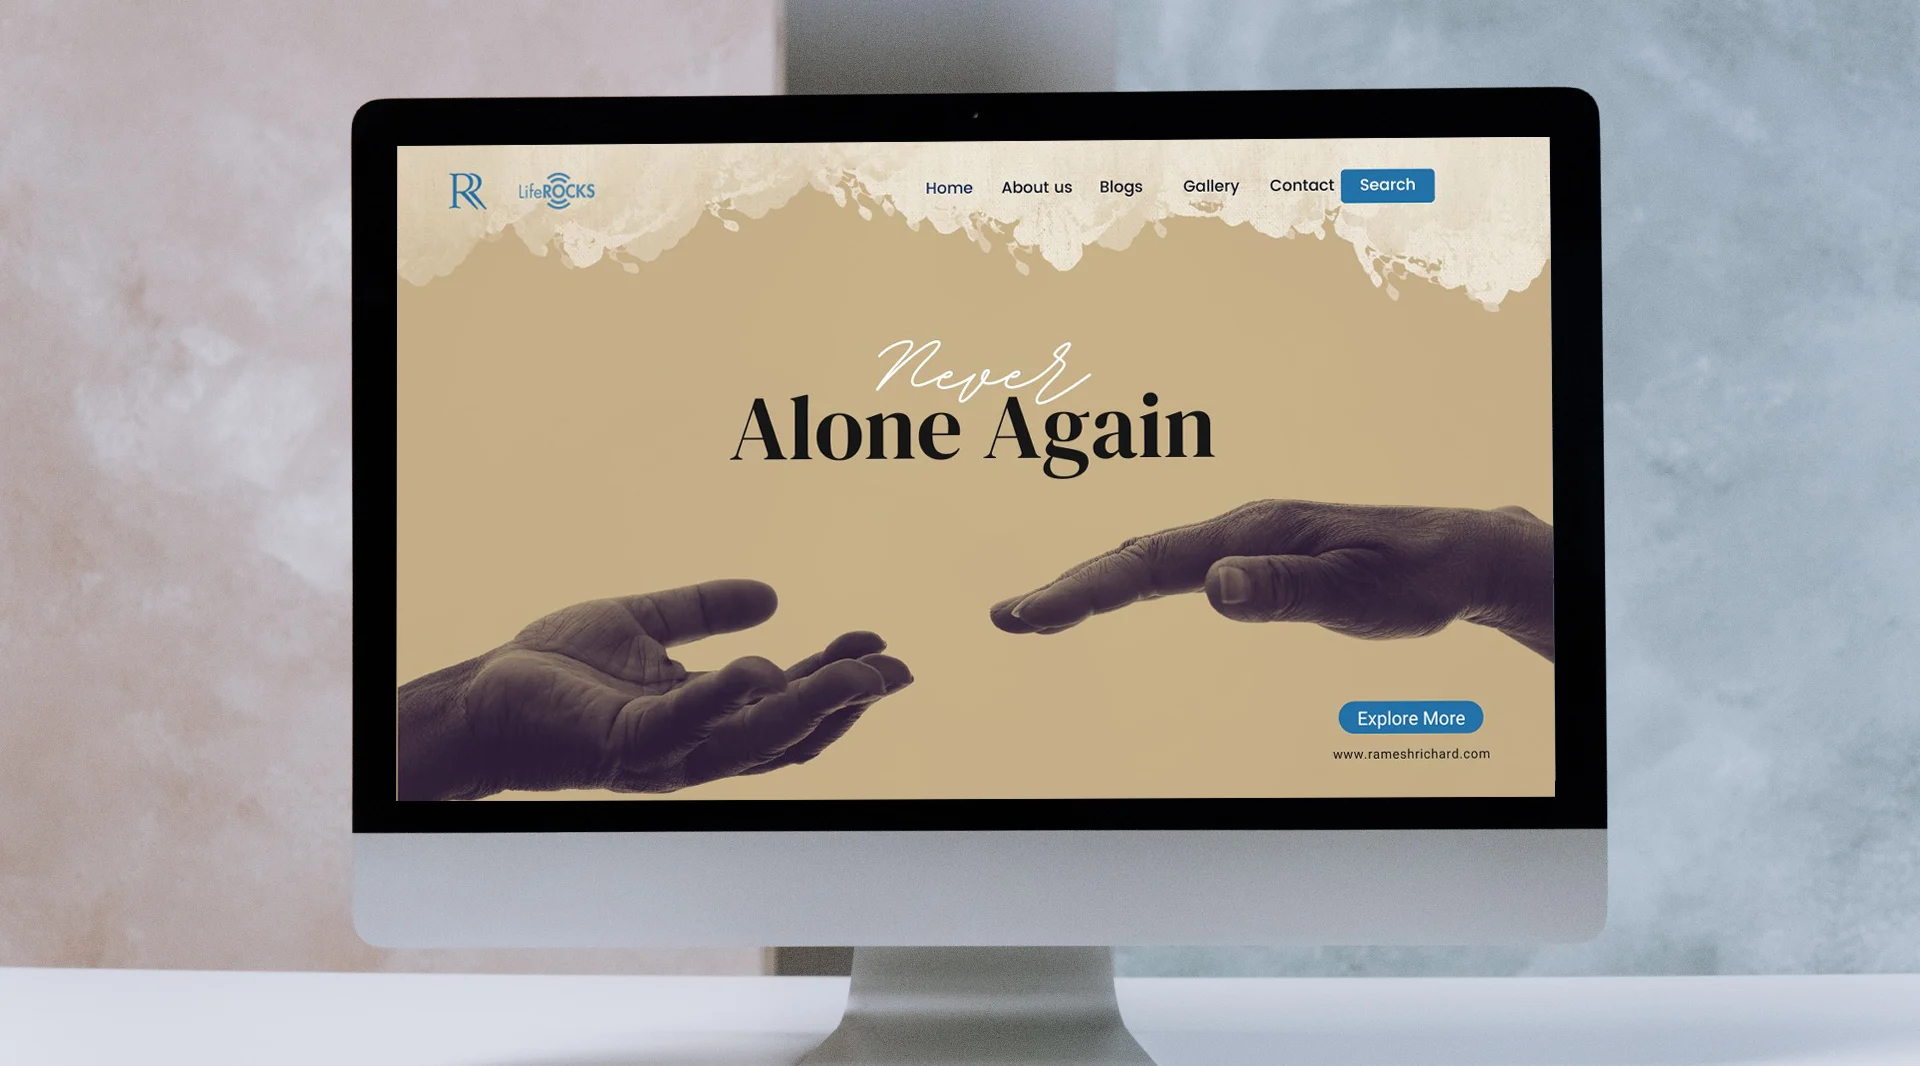 RR
LifeROCKS
Home About us Blogs Gallery Contact Search
Never
Alone Again
Explore More
www.rameshrichard.com